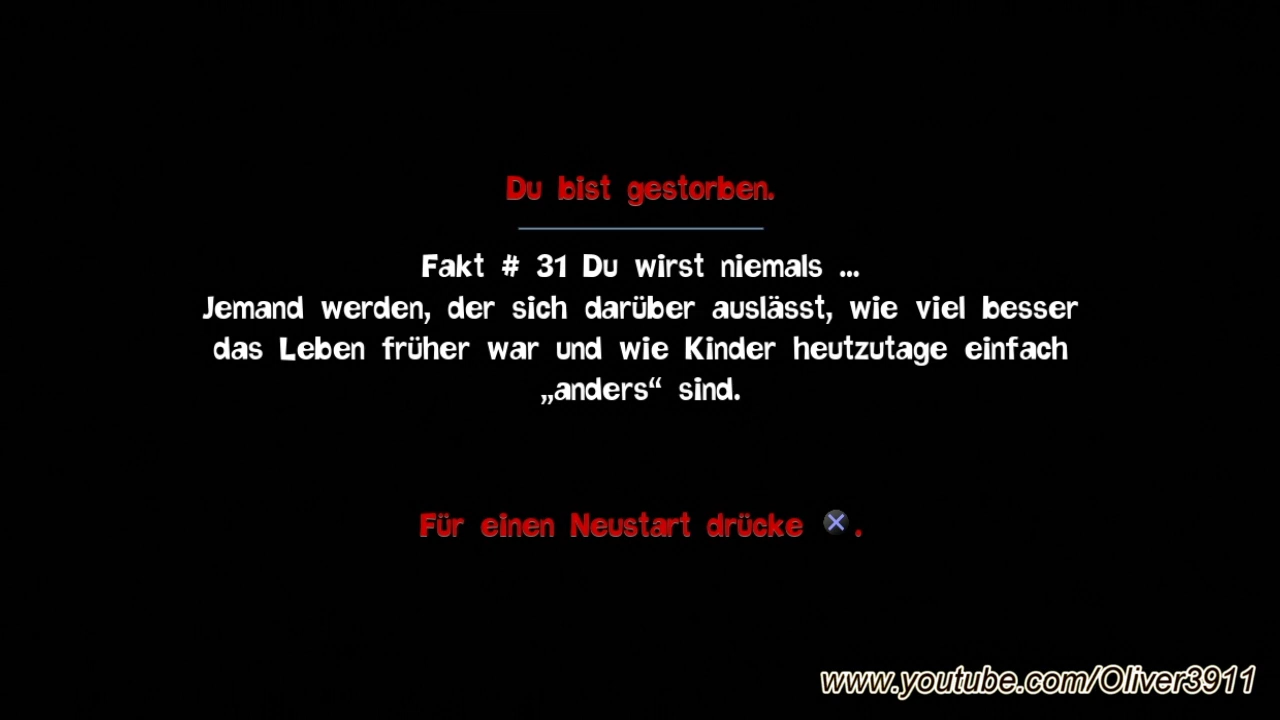 Du bist gestorben.
Fakt # 31 Du wirst niemals ...
Jemand werden, der sich darüber auslässt, wie viel besser
das Leben früher war und wie Kinder heutzutage einfach
„anders“ sind.
Für einen Neustart drücke ✕.
www.youtube.com/Oliver3911